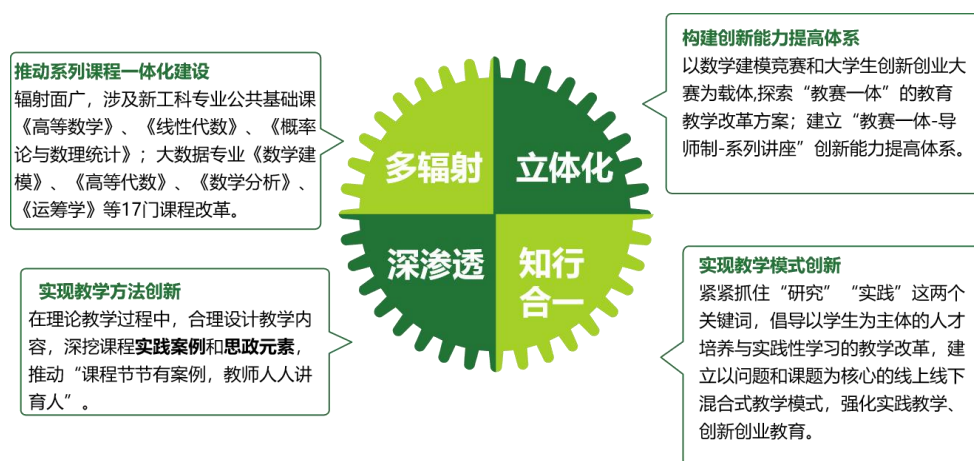 推动系列课程一体化建设
辐射面广，涉及新工科专业公共基础课
《高等数学》、《线性代数》、《概率
论与数理统计》；大数据专业《数学建
模》、《高等代数》、《数学分析》、
《运筹学》等17门课程改革。
构建创新能力提高体系
以数学建模竞赛和大学生创新创业大
赛为载体,探索“教赛一体”的教育
教学改革方案；建立“教赛一体-导
师制-系列讲座”创新能力提高体系。
多辐射
立体化
深渗透
知行
合一
实现教学方法创新
在理论教学过程中，合理设计教学内
容，深挖课程实践案例和思政元素，
推动“课程节节有案例，教师人人讲
育人”。
实现教学模式创新
紧紧抓住“研究”“实践”这两个
关键词，倡导以学生为主体的人才
培养与实践性学习的教学改革，建
立以问题和课题为核心的线上线下
混合式教学模式，强化实践教学、
创新创业教育。